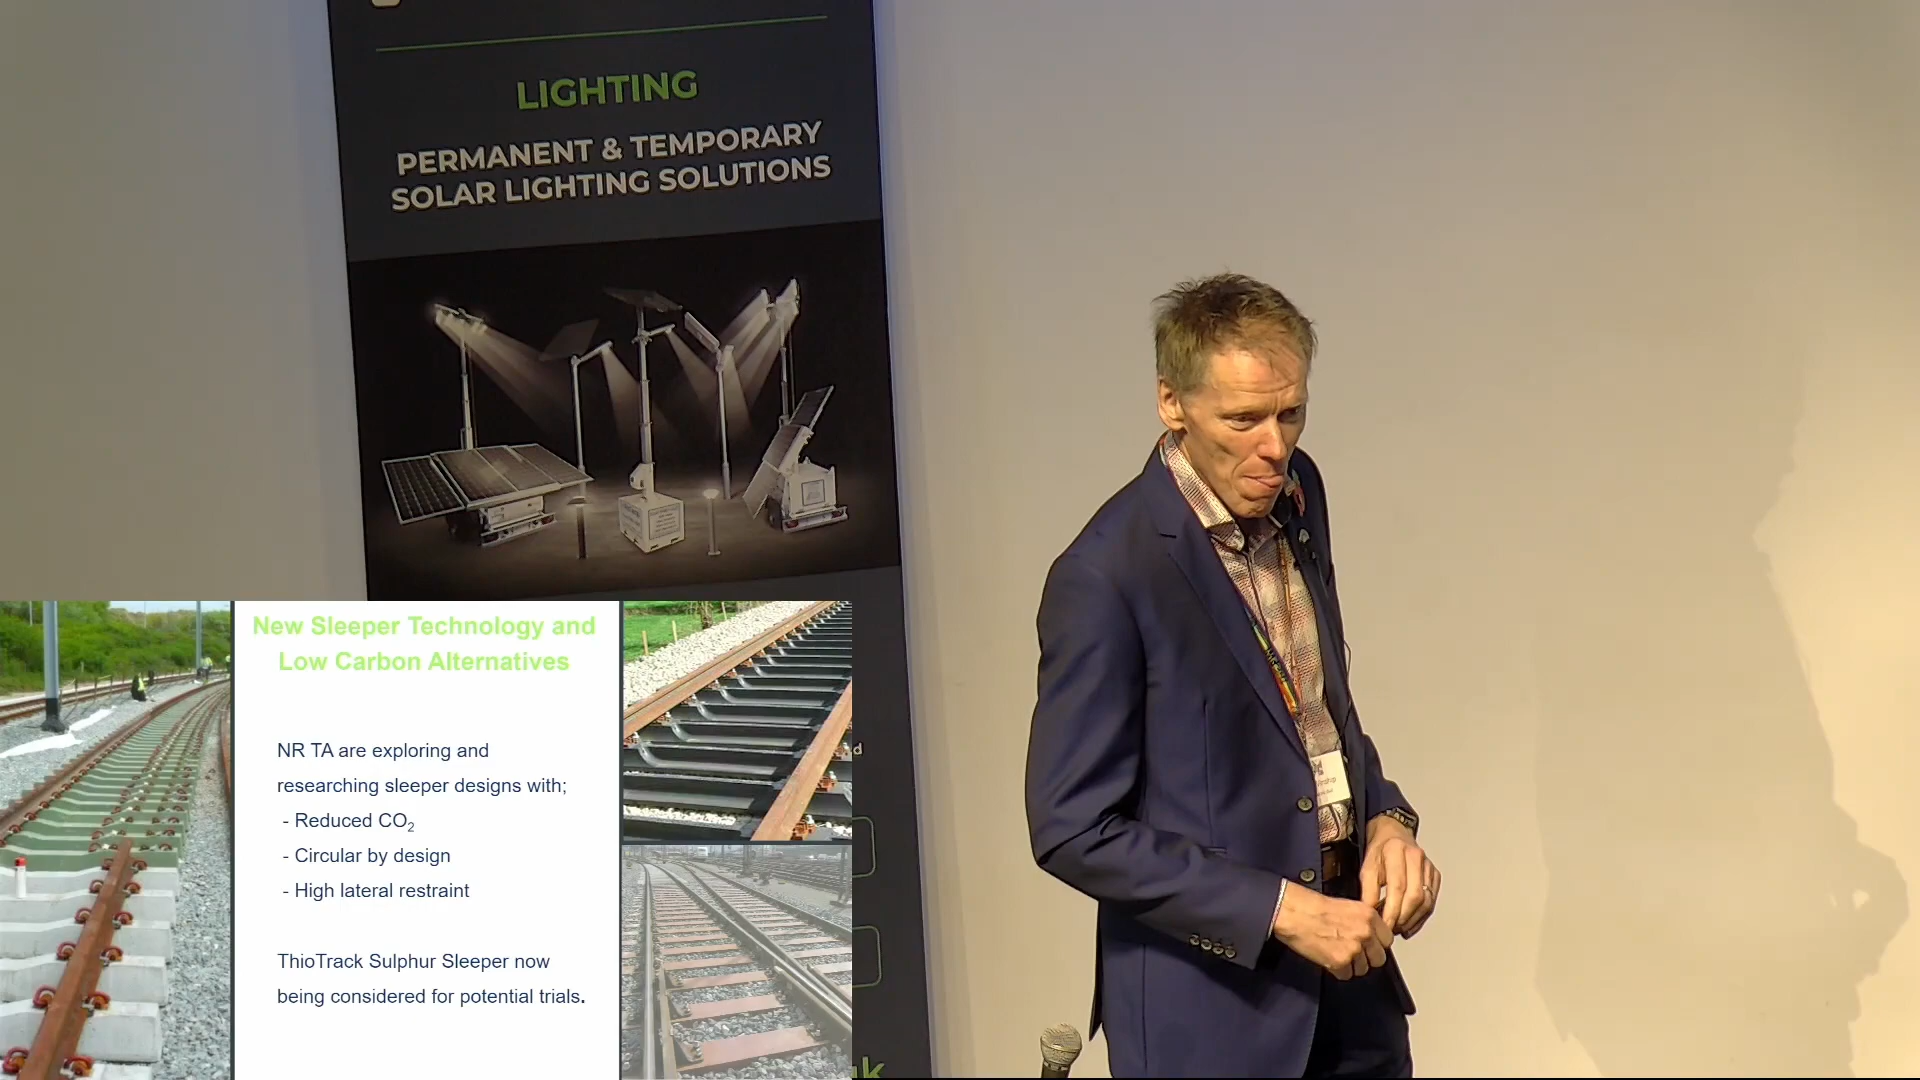 LIGHTING
PERMANENT & TEMPORARY
SOLAR LIGHTING SOLUTIONS
New Sleeper Technology and
Low Carbon Alternatives
NR TA are exploring and
researching sleeper designs with;
- Reduced CO₂
- Circular by design
- High lateral restraint
ThioTrack Sulphur Sleeper now
being considered for potential trials.